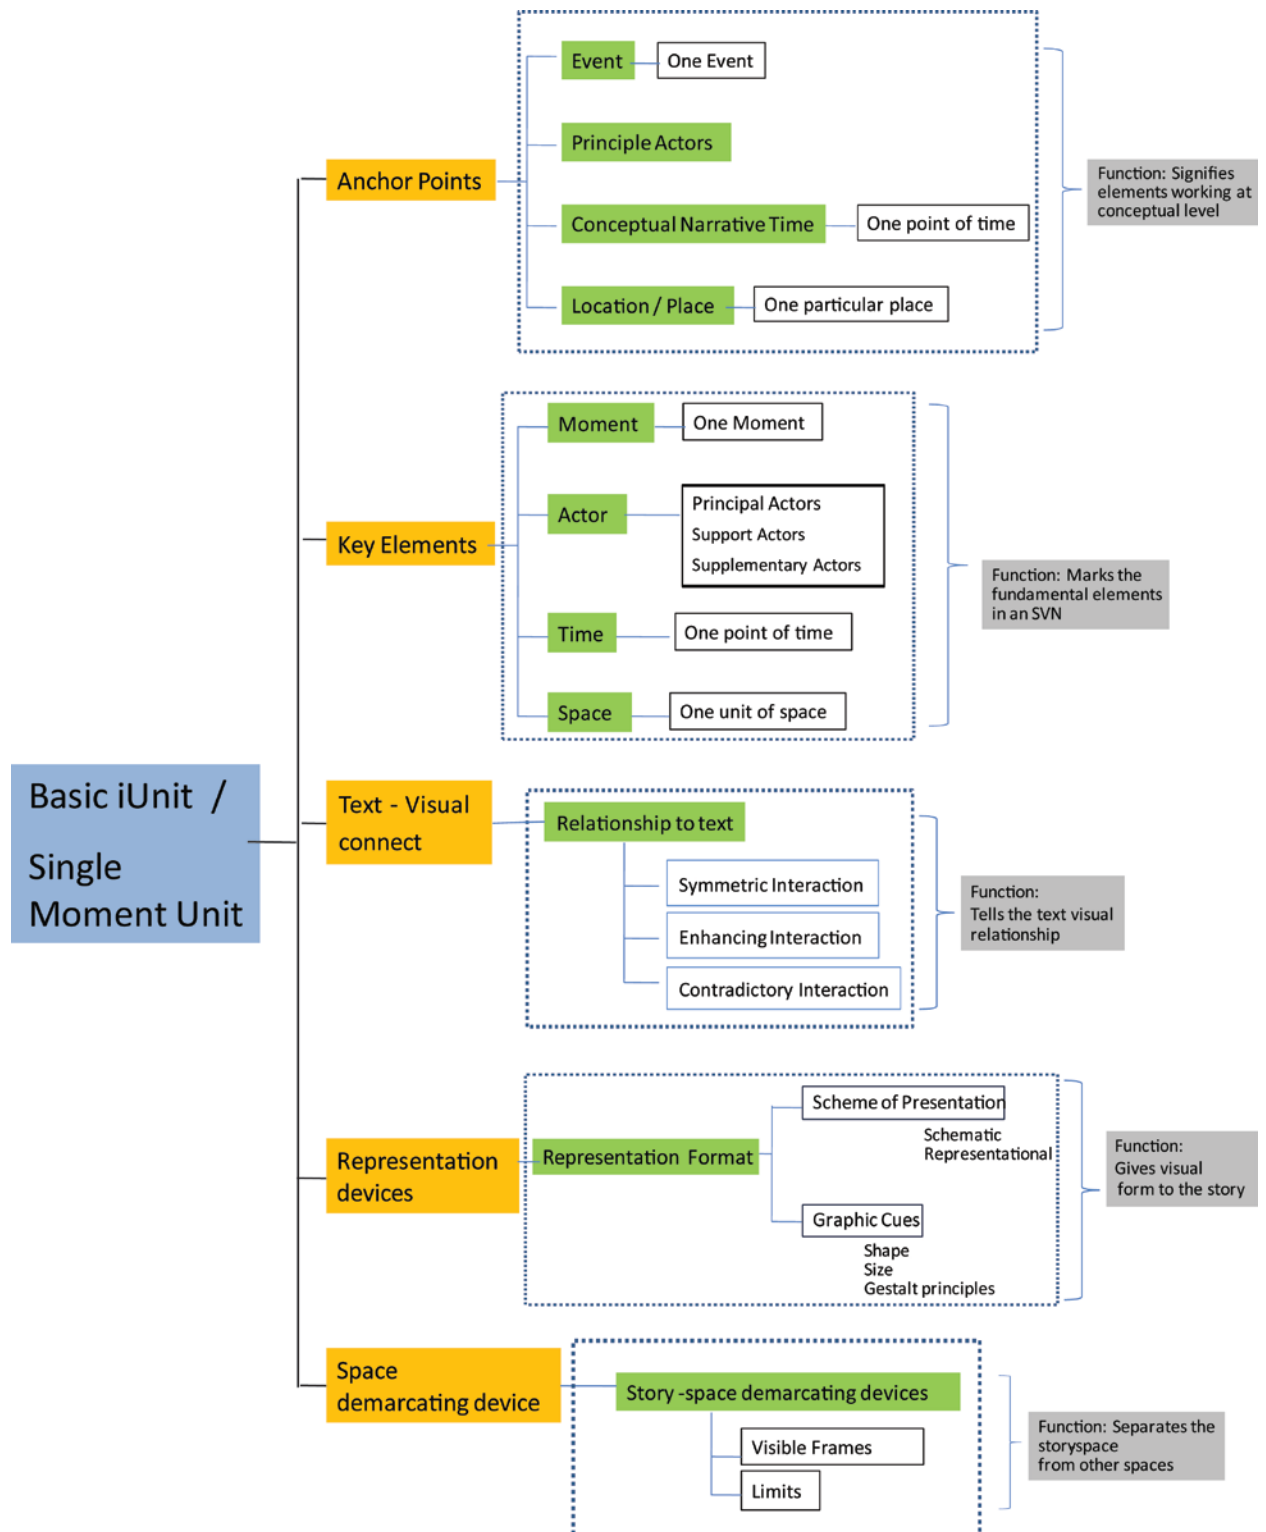 Event
One Event
Principle Actors
Anchor Points
Conceptual Narrative Time
One point of time
Location / Place
One particular place
Function: Signifies
elements working at
conceptual level
Moment
One Moment
Actor
Principal Actors
Support Actors
Supplementary Actors
Key Elements
Time
One point of time
Space
One unit of space
Function: Marks the
fundamental elements
in an SVN
Basic iUnit /
Single
Moment Unit
Text - Visual
connect
Relationship to text
Symmetric Interaction
Enhancing Interaction
Contradictory Interaction
Function:
Tells the text visual
relationship
Representation
devices
Representation Format
Scheme of Presentation
Schematic
Representational
Graphic Cues
Shape
Size
Gestalt principles
Function:
Gives visual
form to the story
Space
demarcating device
Story -space demarcating devices
Visible Frames
Limits
Function: Separates the
storyspace
from other spaces